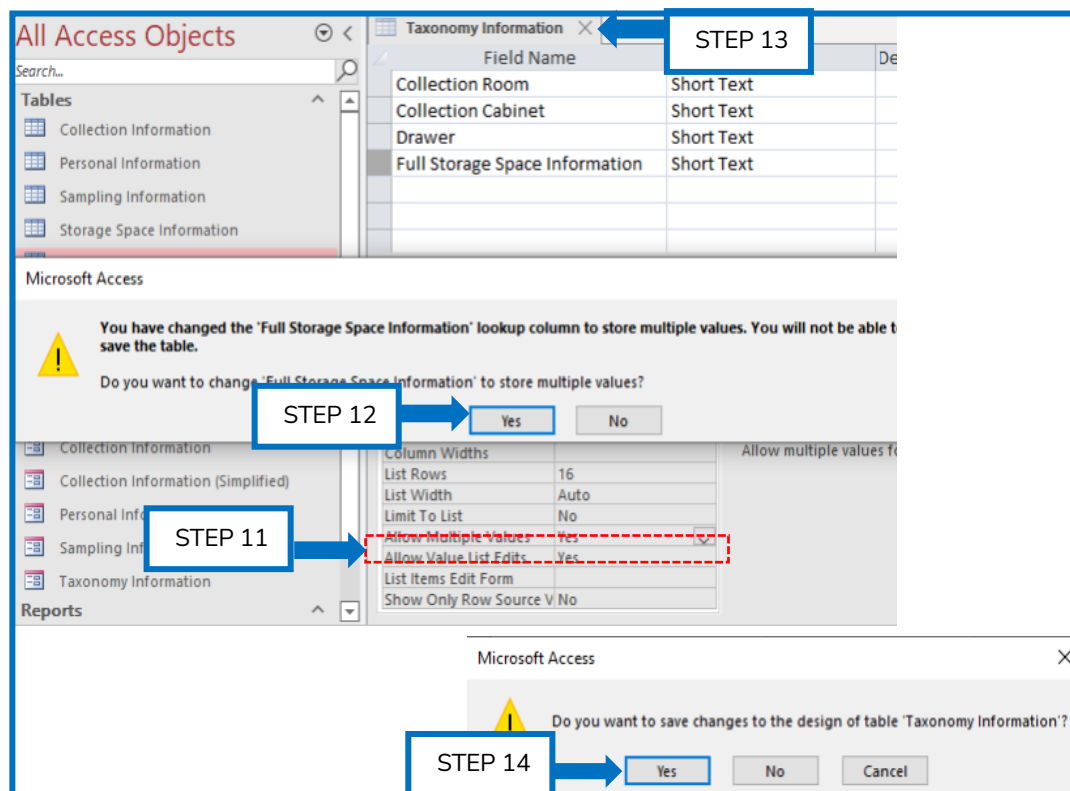 All Access Objects
Search...
Tables
Collection Information
Personal Information
Sampling Information
Storage Space Information
Taxonomy Information
STEP 13
Field Name
De
Collection Room Short Text
Collection Cabinet Short Text
Drawer Short Text
Full Storage Space Information Short Text
Microsoft Access
You have changed the 'Full Storage Space Information' lookup column to store multiple values. You will not be able t
save the table.
Do you want to change 'Full Storage Space Information' to store multiple values?
STEP 12
Yes No
Collection Information
Collection Information (Simplified)
Personal Info
Sampling Inf
Taxonomy Information
Reports
STEP 11
Column Widths
List Rows 16
List Width Auto
Limit To List No
Allow Multiple Values Yes
Allow Value List Edits Yes
List Items Edit Form
Show Only Row Source V No
Allow multiple values fo
Microsoft Access
Do you want to save changes to the design of table 'Taxonomy Information'?
STEP 14
Yes No Cancel